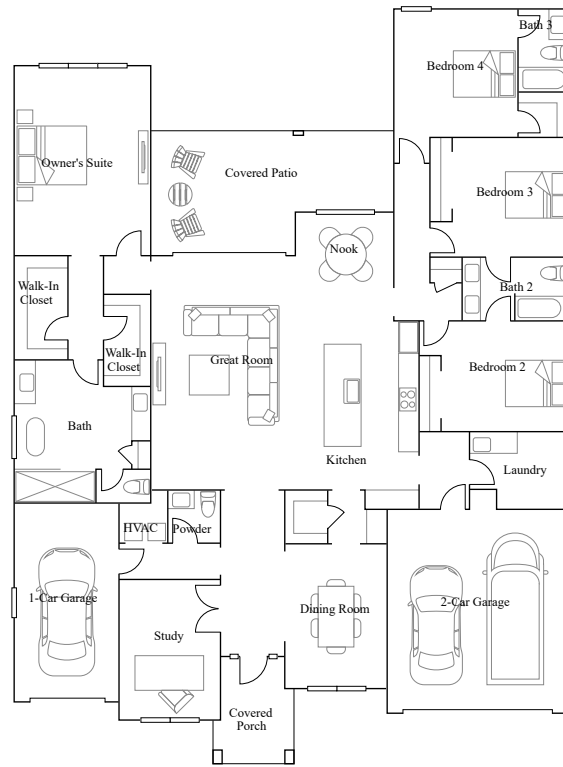 Bath 3
Bedroom 4
Owner's Suite
Covered Patio
Bedroom 3
Nook
Walk-In
Closet
Bath 2
Walk-In
Closet
Great Room
Bedroom 2
Bath
Kitchen
Laundry
HVAC
Powder
1-Car Garage
Dining Room
2-Car Garage
Study
Covered
Porch